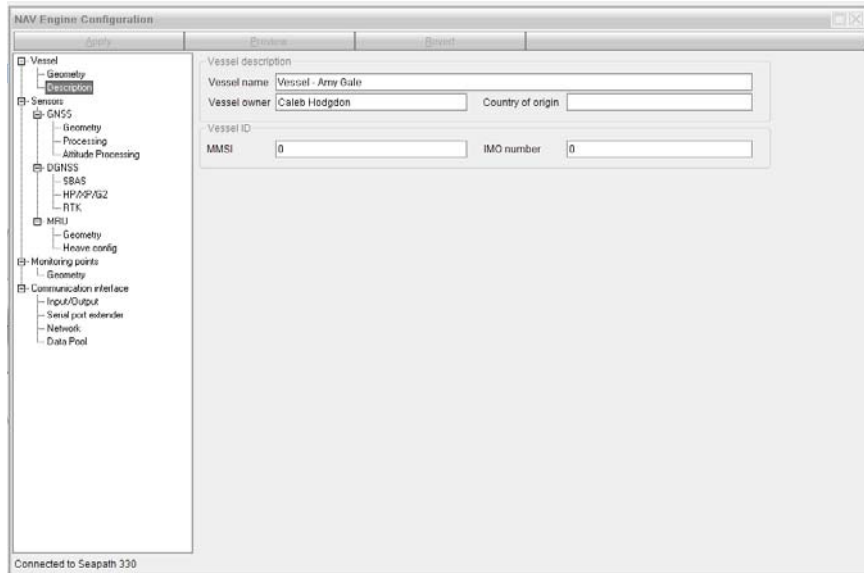 NAV Engine Configuration
Apply Preview Revert
Vessel
Geometry
Description
Sensors
GNSS
Geometry
Processing
Attitude Processing
DGNSS
SBAS
HP/XP/G2
RTK
MRU
Geometry
Heave config
Monitoring points
Geometry
Communication interface
Input/Output
Serial port extender
Network
Data Pool
Vessel description
Vessel name Vessel - Amy Gale
Vessel owner Caleb Hodgdon Country of origin
Vessel ID
MMSI 0 IMO number 0
Connected to Seapath 330